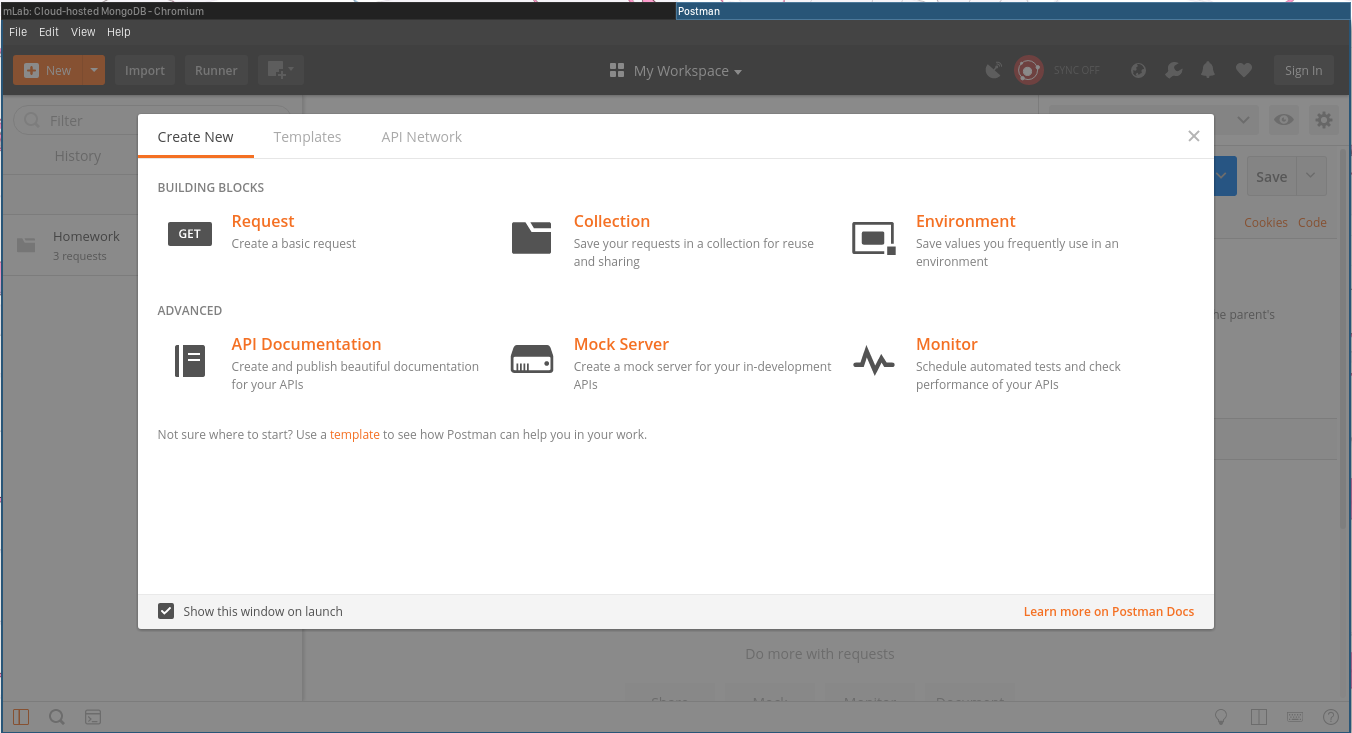 mLab: Cloud-hosted MongoDB - Chromium
Postman
File Edit View Help
New
Import
Runner
My Workspace
SYNC OFF
Sign In
Filter
History
Save
Cookies Code
Homework
3 requests
he parent's
Create New
Templates
API Network
BUILDING BLOCKS
GET
Request
Create a basic request
Collection
Save your requests in a collection for reuse
and sharing
Environment
Save values you frequently use in an
environment
ADVANCED
API Documentation
Create and publish beautiful documentation
for your APIs
Mock Server
Create a mock server for your in-development
APIs
Monitor
Schedule automated tests and check
performance of your APIs
Not sure where to start? Use a template to see how Postman can help you in your work.
Show this window on launch
Learn more on Postman Docs
Do more with requests
Share
Mock
Monitor
Document